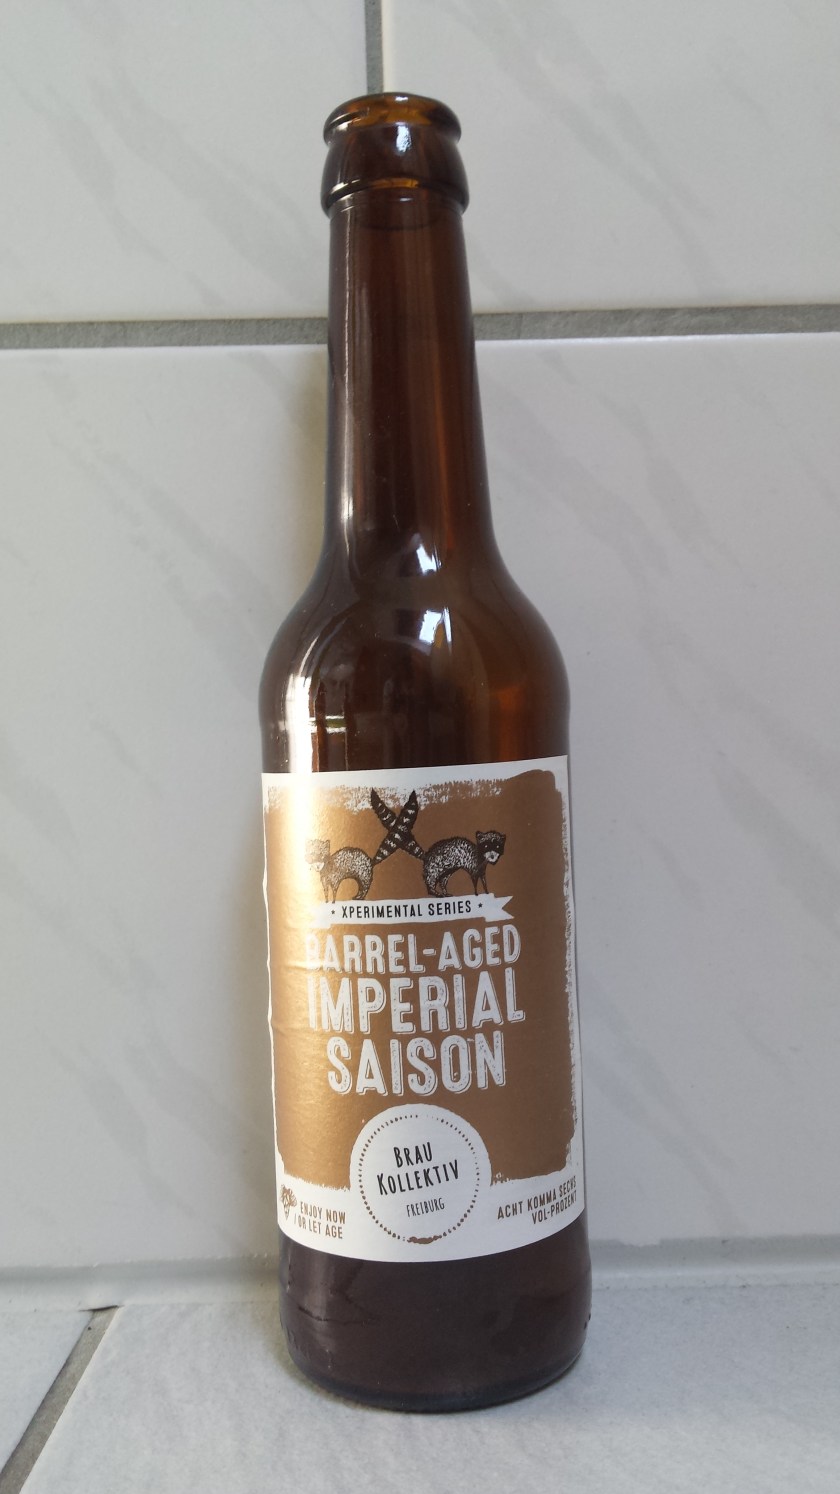 * XPERIMENTAL SERIES *
BARREL-AGED
IMPERIAL
SAISON
BRAU
KOLLEKTIV
FREIBURG
ENJOY NOW
/ OR LET AGE
ACHT KOMMA SECHS
VOL-PROZENT